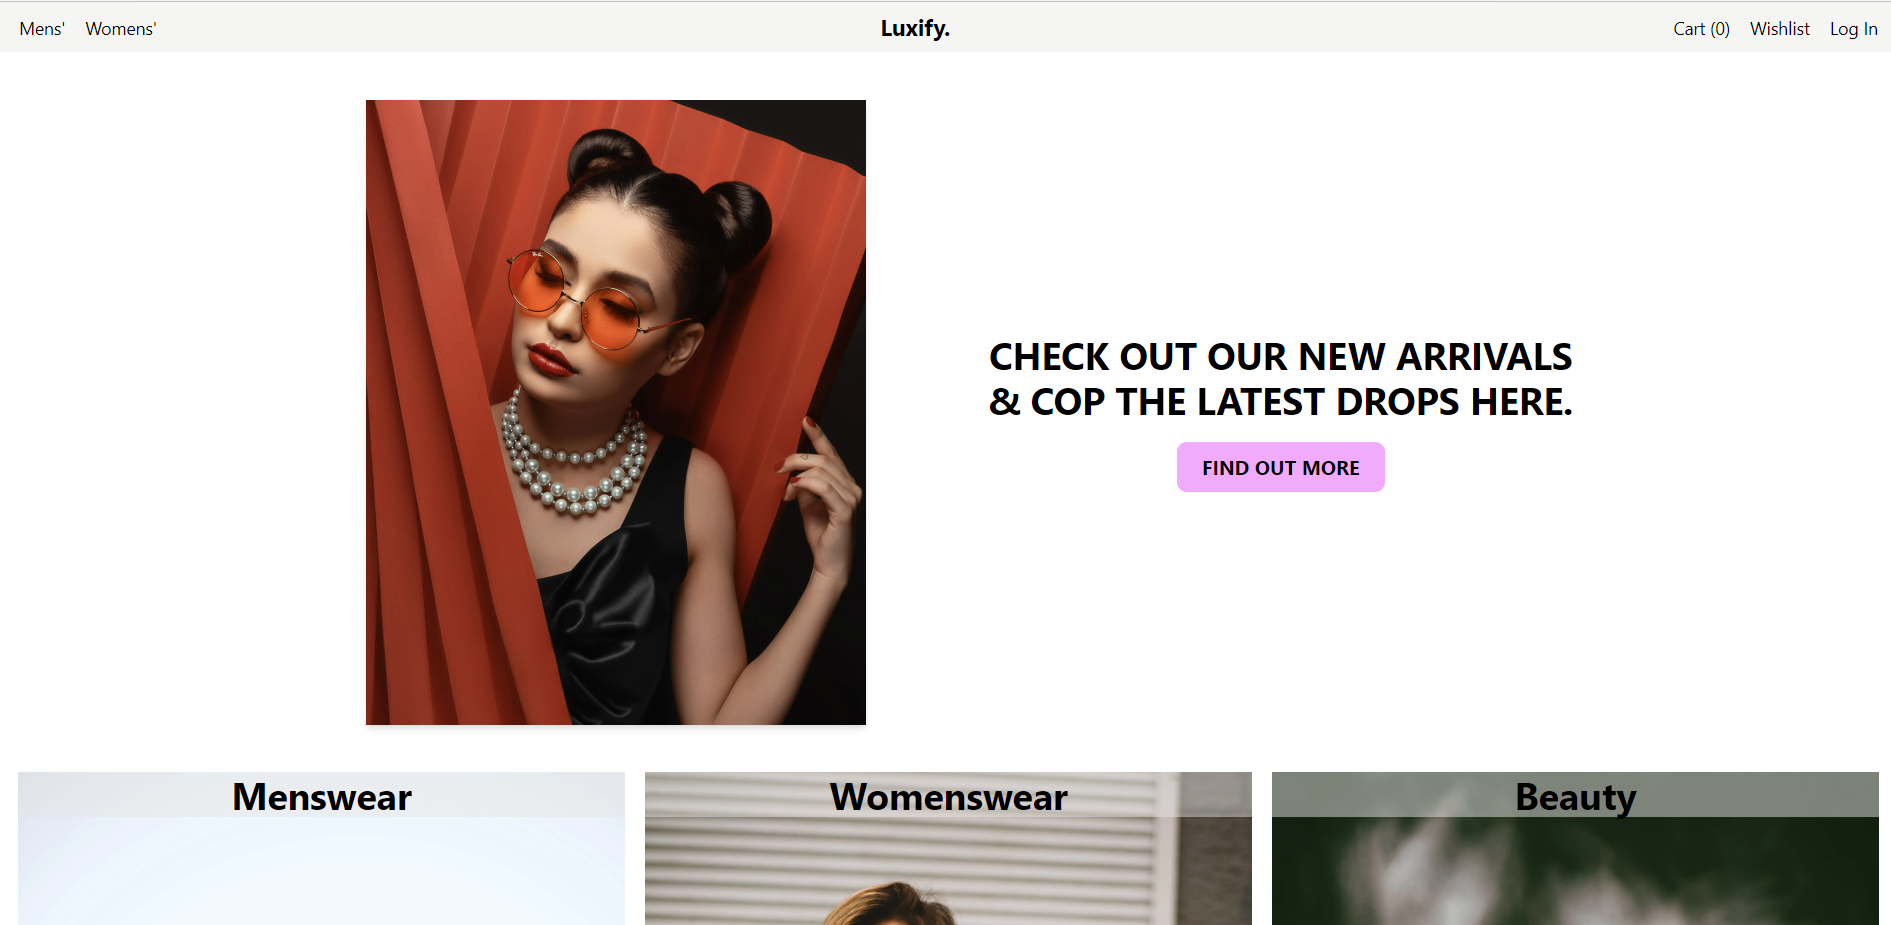 Mens' Womens' Luxify. Cart (0) Wishlist Log In
CHECK OUT OUR NEW ARRIVALS
& COP THE LATEST DROPS HERE.
FIND OUT MORE
Menswear Womenswear Beauty